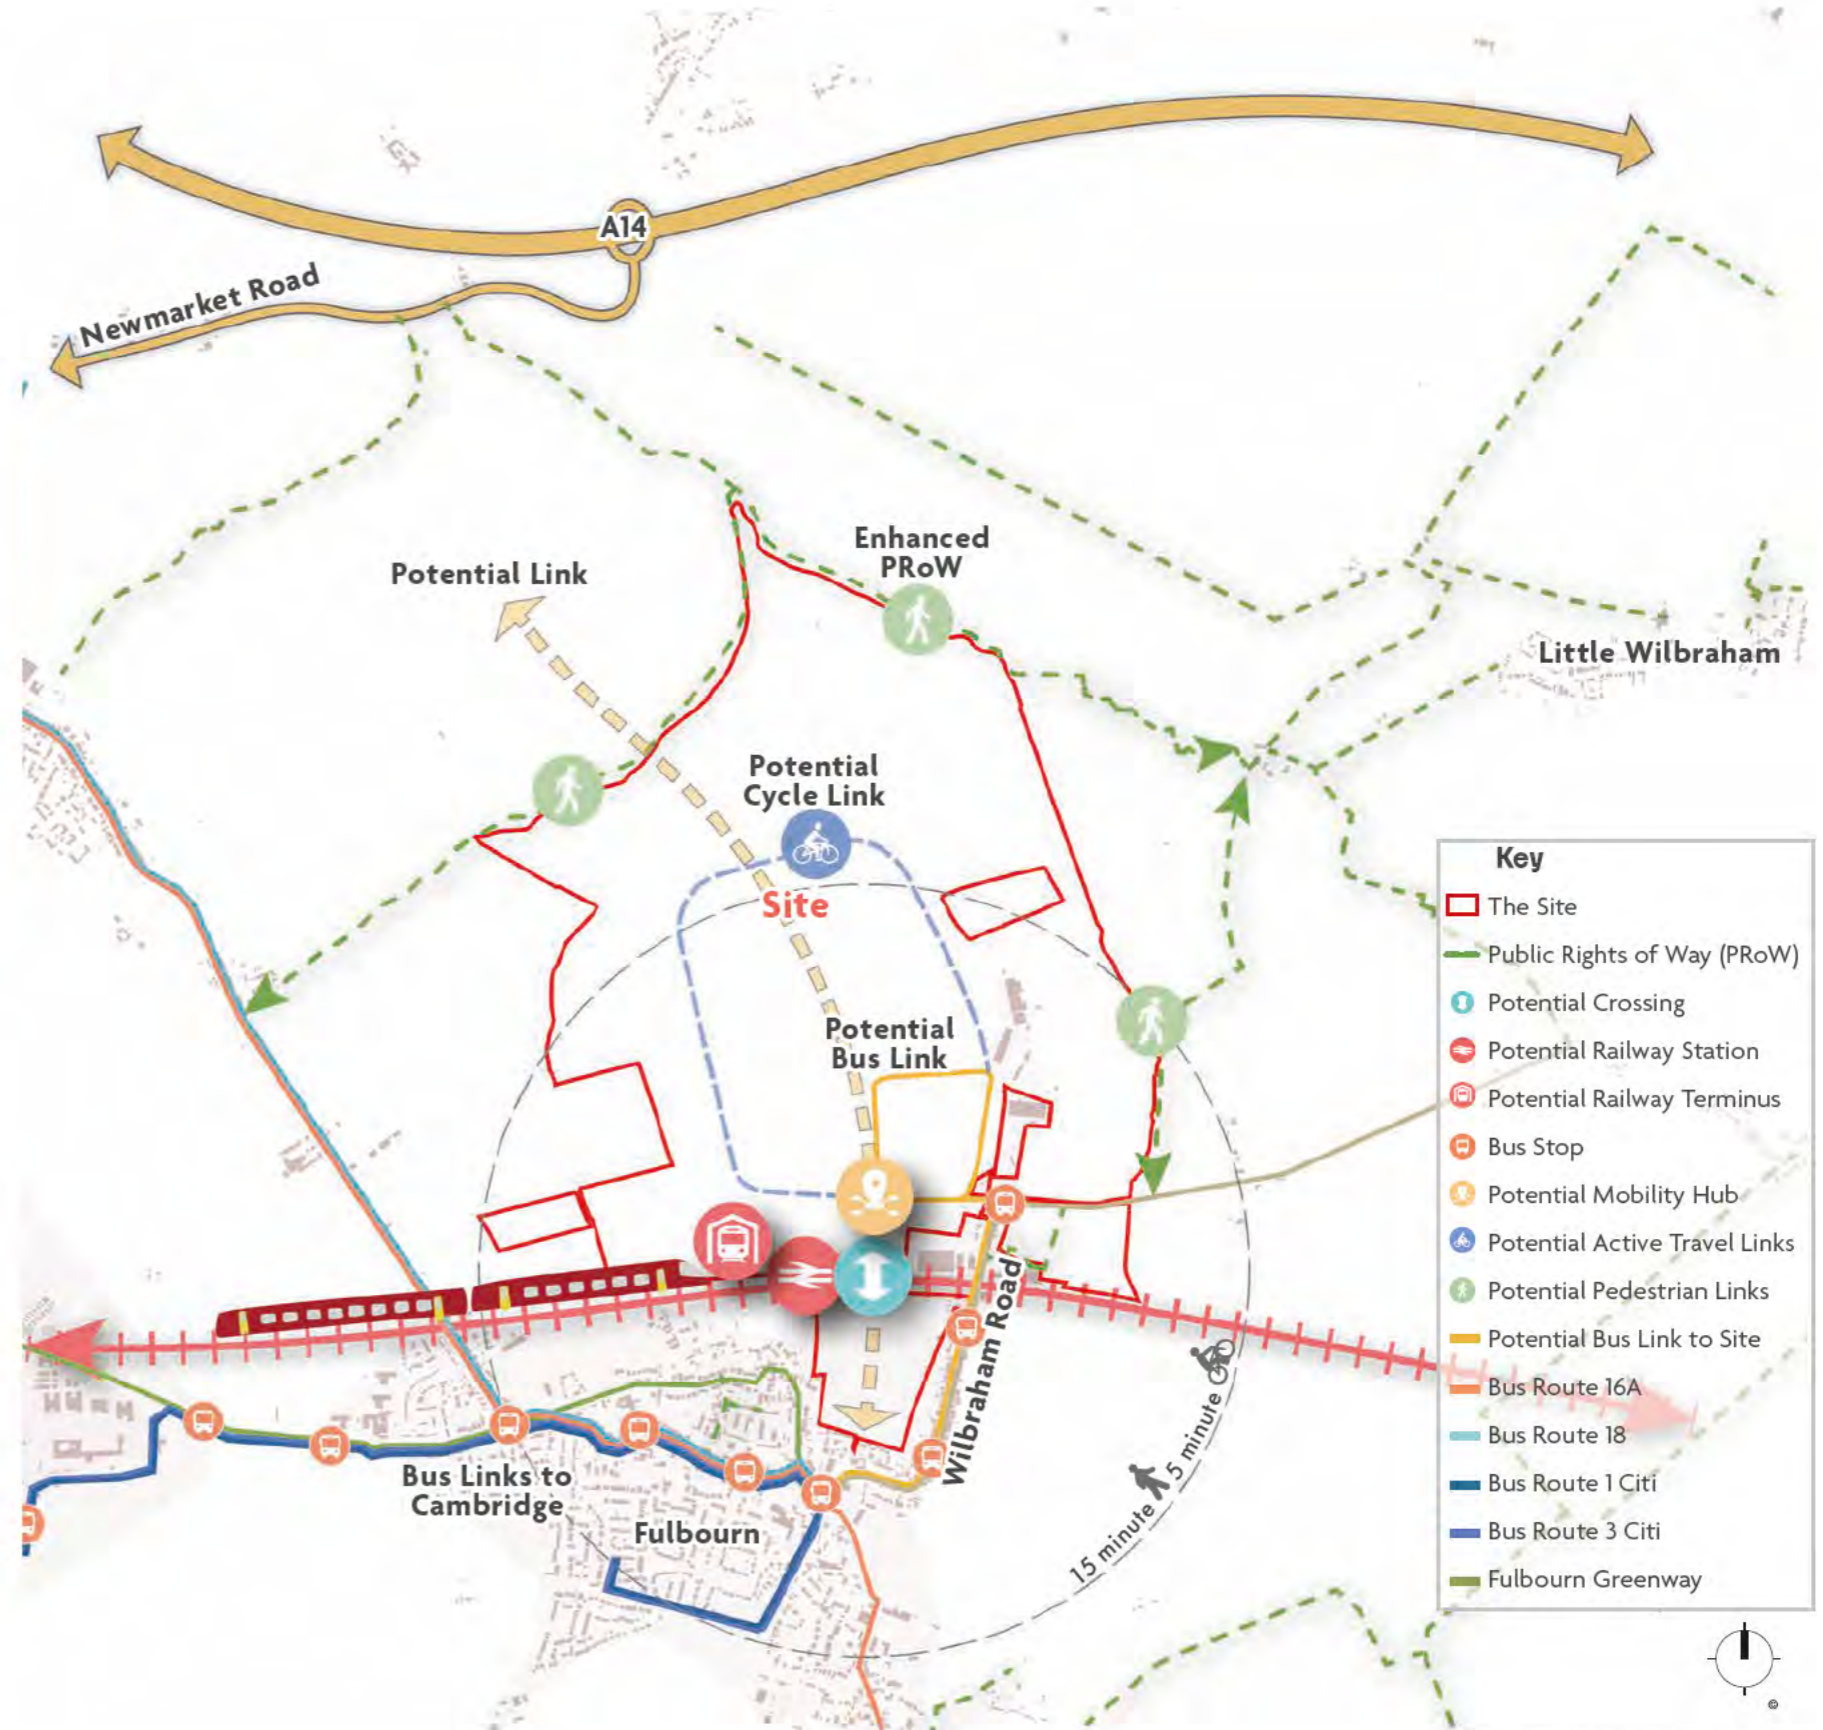 A14
Newmarket Road
Enhanced
PRoW
Potential Link
Little Wilbraham
Potential
Cycle Link
Site
Potential
Bus Link
Wilbraham Road
Bus Links to
Cambridge
Fulbourn
5 minute
15 minute
Key
The Site
Public Rights of Way (PRoW)
Potential Crossing
Potential Railway Station
Potential Railway Terminus
Bus Stop
Potential Mobility Hub
Potential Active Travel Links
Potential Pedestrian Links
Potential Bus Link to Site
Bus Route 16A
Bus Route 18
Bus Route 1 Citi
Bus Route 3 Citi
Fulbourn Greenway
©